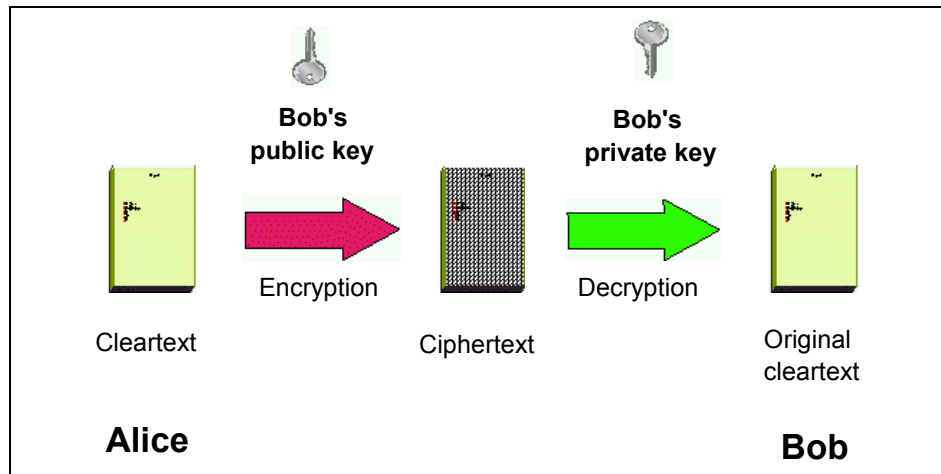 Bob's
public key
Bob's
private key
Encryption
Decryption
Cleartext
Ciphertext
Original
cleartext
Alice
Bob